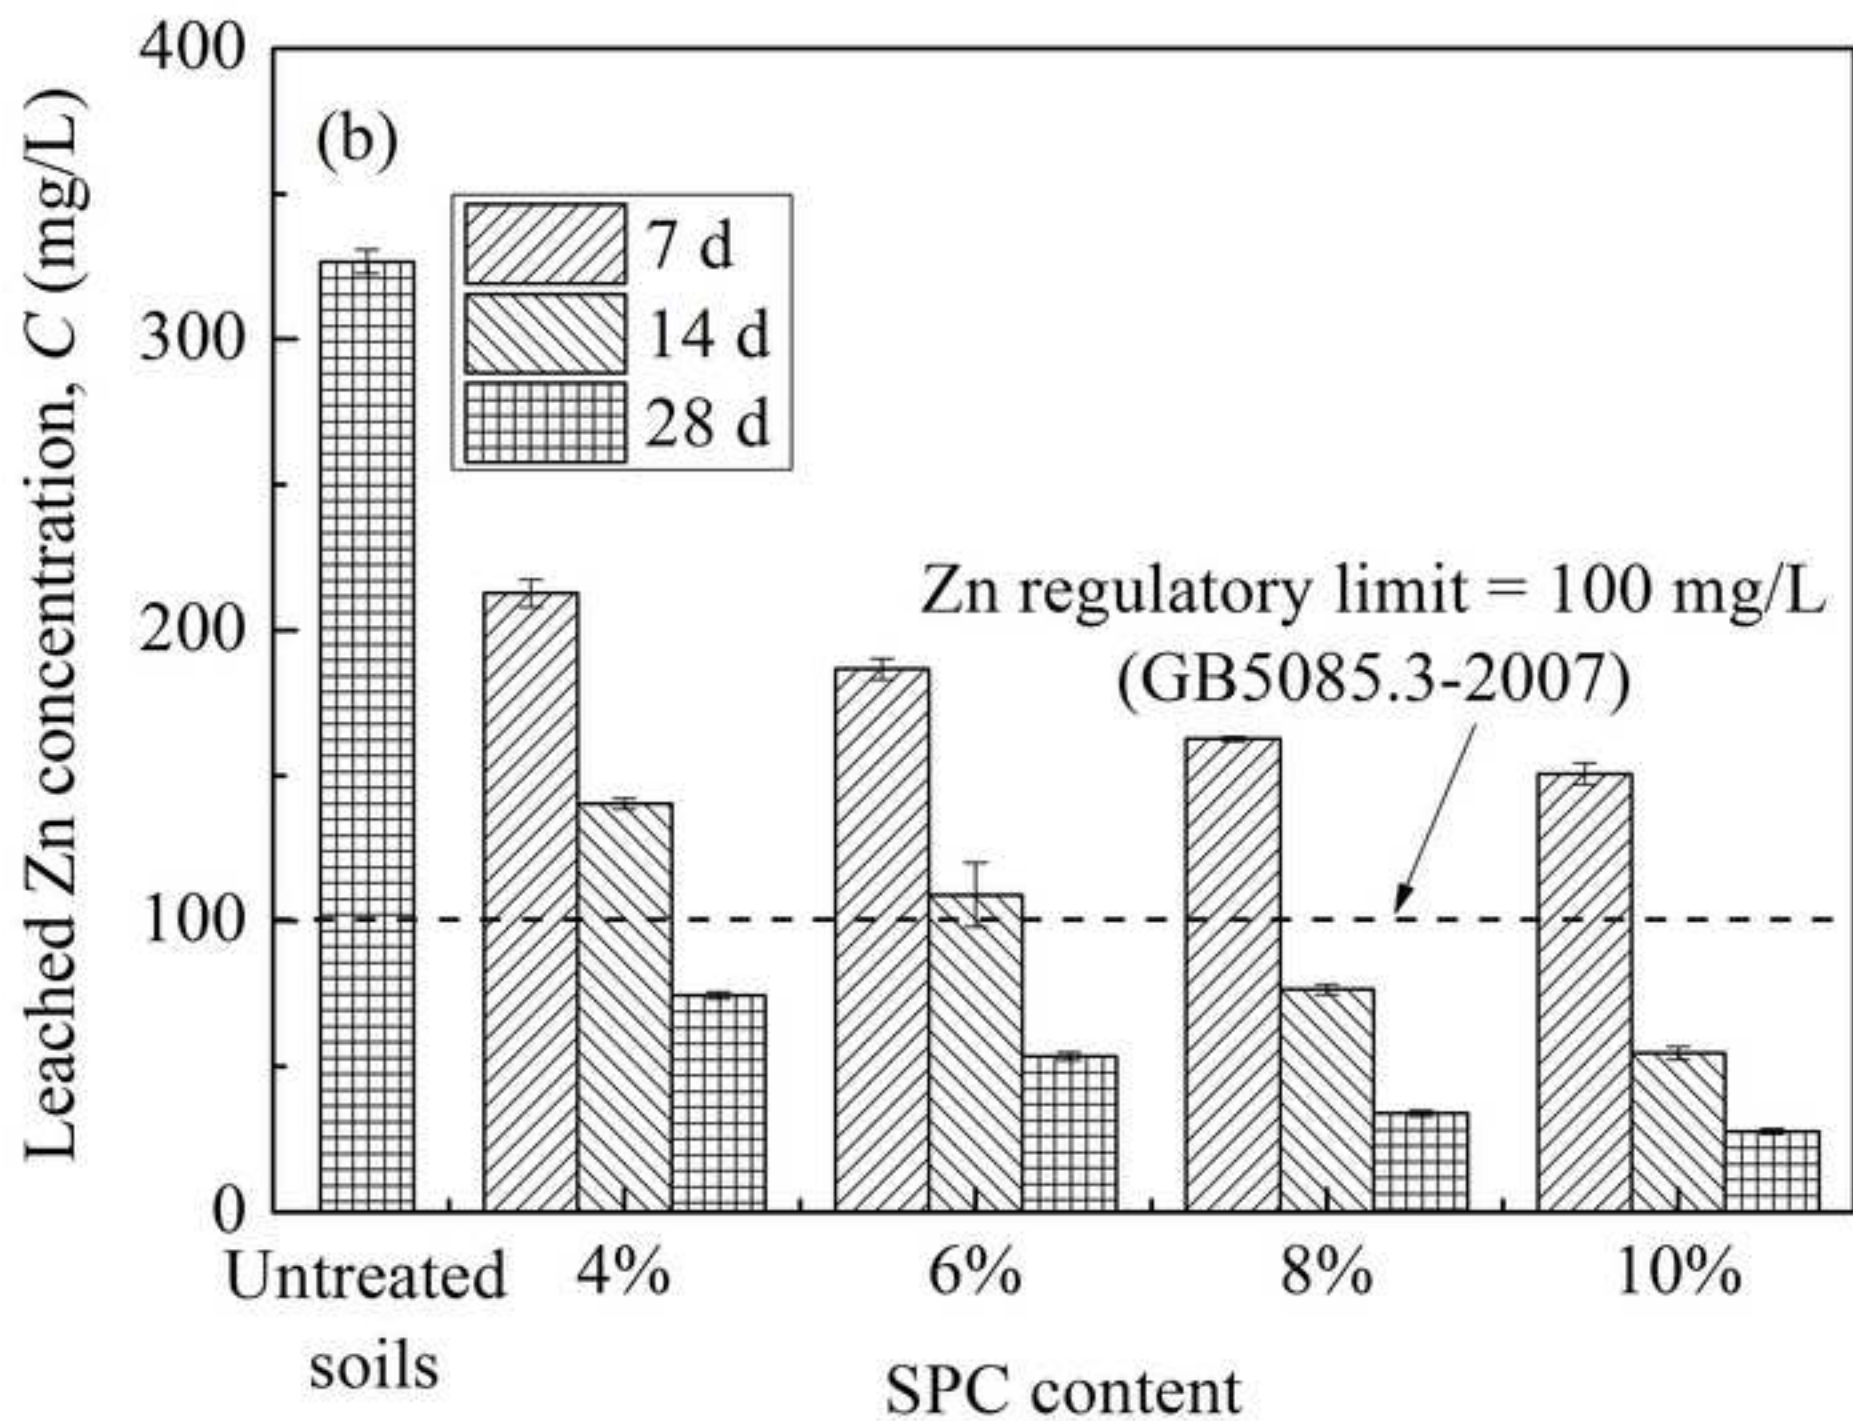 400
300
200
100
0
Leached Zn concentration, C (mg/L)
(b)
7 d
14 d
28 d
Zn regulatory limit = 100 mg/L
(GB5085.3-2007)
Untreated
soils
4%
6%
8%
10%
SPC content